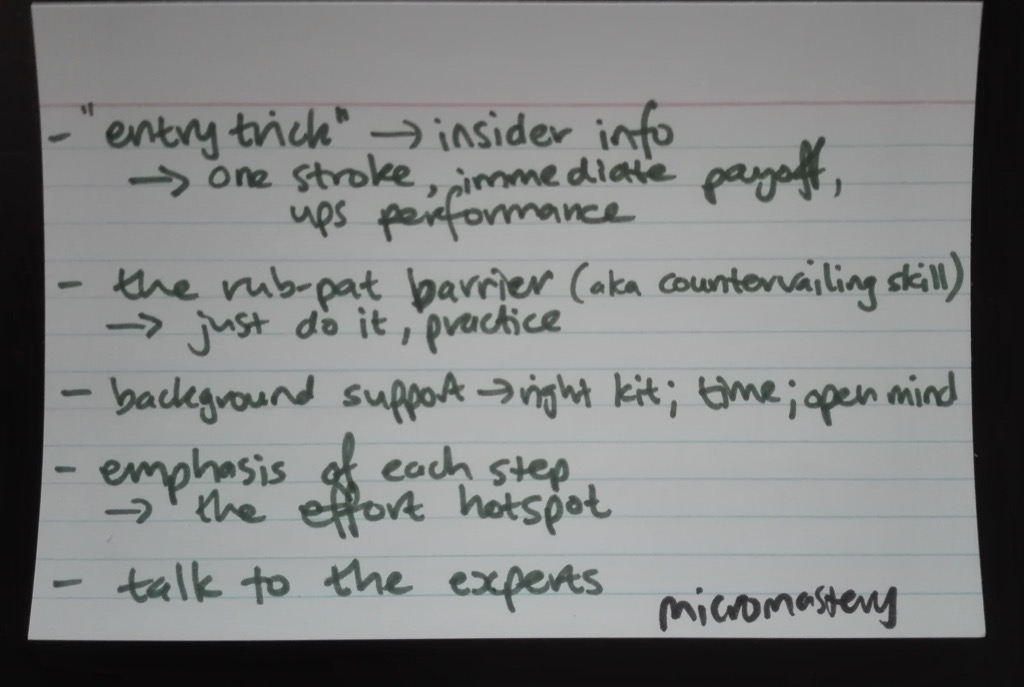 - "entry trick" → insider info
→ one stroke, immediate payoff,
ups performance
- the rub-pat barrier (aka countervailing skill)
→ just do it, practice
- background support → right kit; time; open mind
- emphasis of each step
→ the effort hotspot
- talk to the experts
micromastery